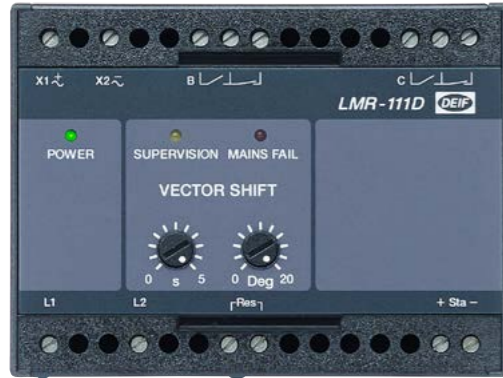 X1 X2 B C
LMR-111D DEIF
POWER SUPERVISION MAINS FAIL
VECTOR SHIFT
0 s 5 0 Deg 20
L1 L2 Res + Sta -